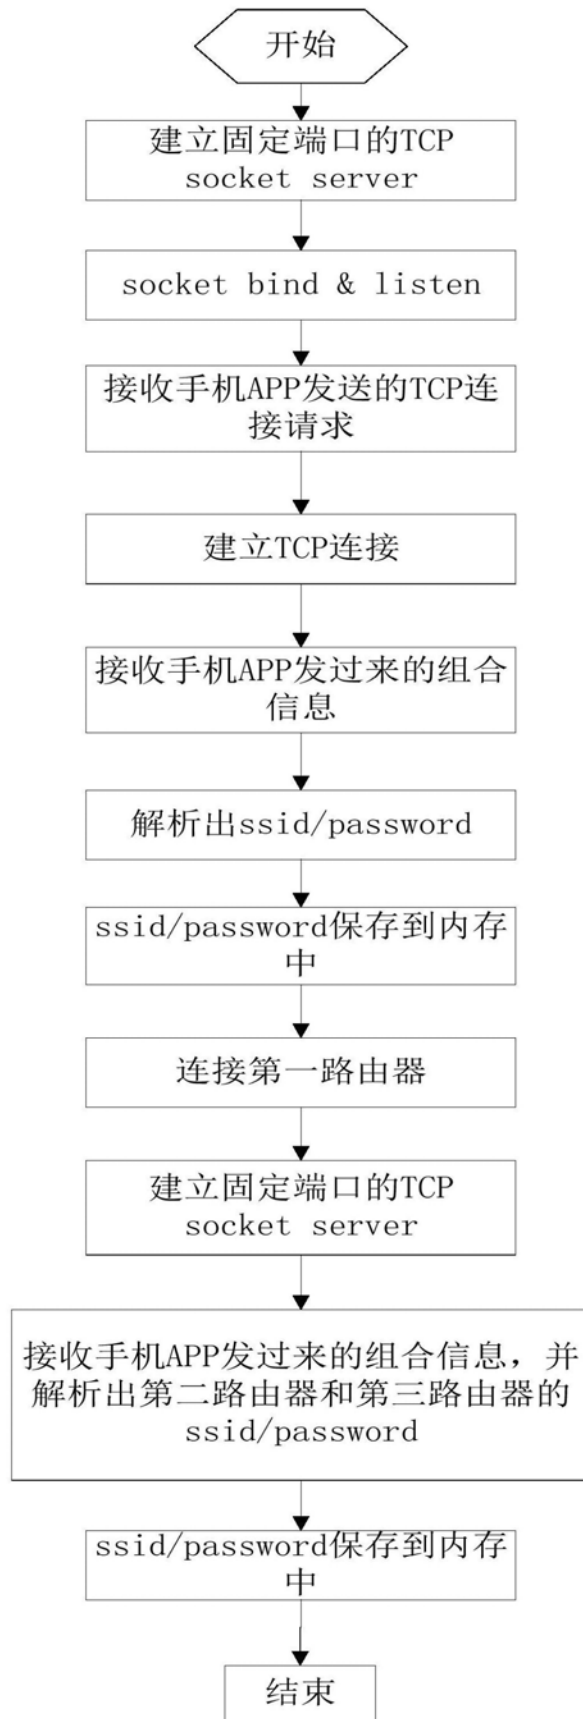 开始
建立固定端口的TCP
socket server
socket bind & listen
接收手机APP发送的TCP连
接请求
建立TCP连接
接收手机APP发过来的组合
信息
解析出ssid/password
ssid/password保存到内存
中
连接第一路由器
建立固定端口的TCP
socket server
接收手机APP发过来的组合信息，并
解析出第二路由器和第三路由器的
ssid/password
ssid/password保存到内存
中
结束